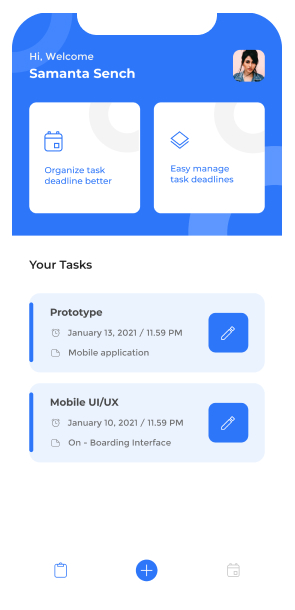 Hi, Welcome
Samanta Sench
Organize task
deadline better
Easy manage
task deadlines
Your Tasks
Prototype
January 13, 2021 / 11.59 PM
Mobile application
Mobile UI/UX
January 10, 2021 / 11.59 PM
On - Boarding Interface